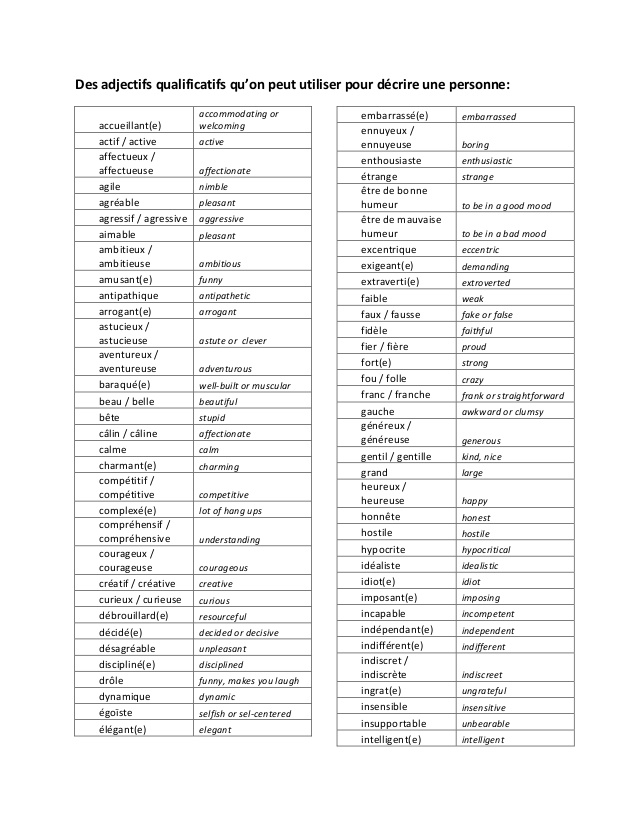 Des adjectifs qualificatifs qu'on peut utiliser pour décrire une personne:
accueillant(e) accommodating or welcoming
actif / active active
affectueux / affectueuse affectionate
agile nimble
agréable pleasant
agressif / agressive aggressive
aimable pleasant
ambitieux / ambitieuse ambitious
amusant(e) funny
antipathique antipathetic
arrogant(e) arrogant
astucieux / astucieuse astute or clever
aventureux / aventureuse adventurous
baraqué(e) well-built or muscular
beau / belle beautiful
bête stupid
câlin / câline affectionate
calme calm
charmant(e) charming
compétitif / compétitive competitive
complexé(e) lot of hang ups
compréhensif / compréhensive understanding
courageux / courageuse courageous
créatif / créative creative
curieux / curieuse curious
débrouillard(e) resourceful
décidé(e) decided or decisive
désagréable unpleasant
discipliné(e) disciplined
drôle funny, makes you laugh
dynamique dynamic
égoïste selfish or sel-centered
élégant(e) elegant
embarrassé(e) embarrassed
ennuyeux / ennuyeuse boring
enthousiaste enthusiastic
étrange strange
être de bonne humeur to be in a good mood
être de mauvaise humeur to be in a bad mood
excentrique eccentric
exigeant(e) demanding
extraverti(e) extroverted
faible weak
faux / fausse fake or false
fidèle faithful
fier / fière proud
fort(e) strong
fou / folle crazy
franc / franche frank or straightforward
gauche awkward or clumsy
généreux / généreuse generous
gentil / gentille kind, nice
grand large
heureux / heureuse happy
honnête honest
hostile hostile
hypocrite hypocritical
idéaliste idealistic
idiot(e) idiot
imposant(e) imposing
incapable incompetent
indépendant(e) independent
indifférent(e) indifferent
indiscret / indiscrète indiscreet
ingrat(e) ungrateful
insensible insensitive
insupportable unbearable
intelligent(e) intelligent